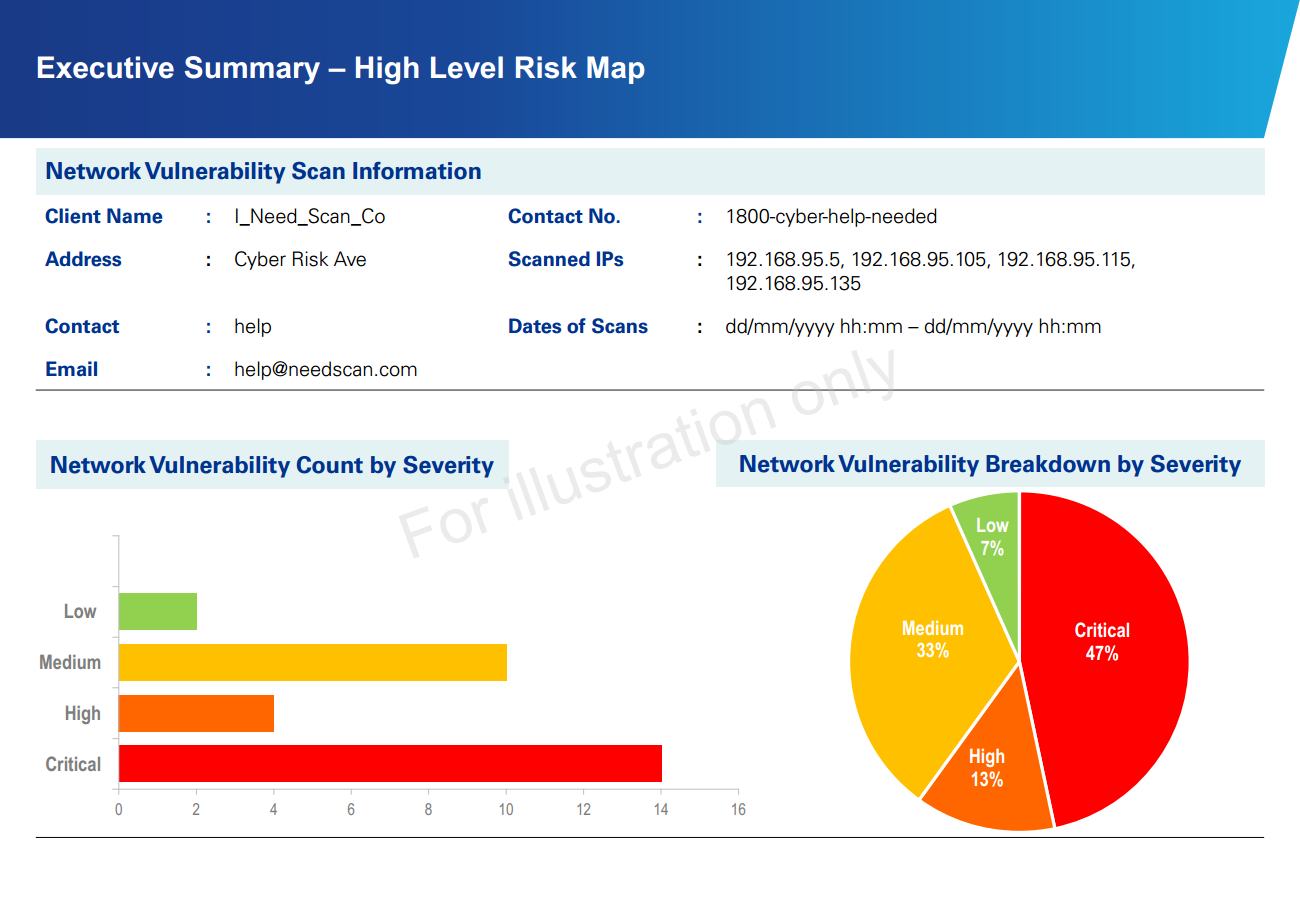 Executive Summary – High Level Risk Map
Network Vulnerability Scan Information
Client Name : I_Need_Scan_Co Contact No. : 1800-cyber-help-needed
Address : Cyber Risk Ave Scanned IPs : 192.168.95.5, 192.168.95.105, 192.168.95.115,
192.168.95.135
Contact : help Dates of Scans : dd/mm/yyyy hh:mm – dd/mm/yyyy hh:mm
Email : help@needscan.com
For illustration only
Network Vulnerability Count by Severity
Low
Medium
High
Critical
0 2 4 6 8 10 12 14 16
Network Vulnerability Breakdown by Severity
Low
7%
Medium
33%
Critical
47%
High
13%